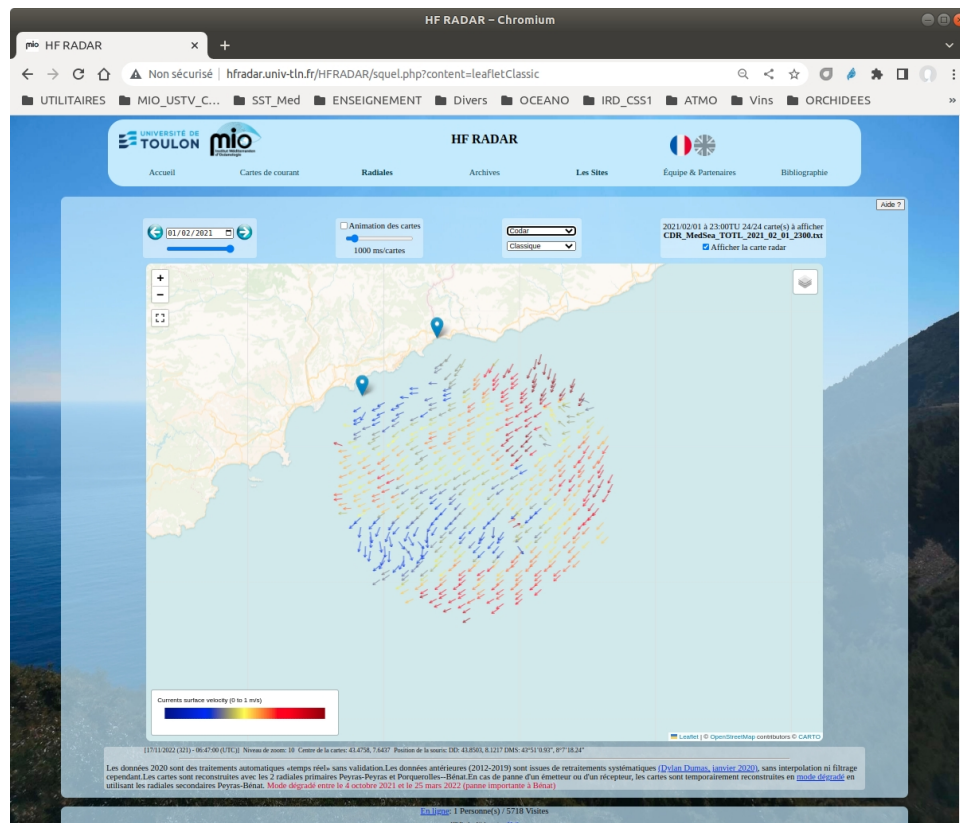 HF RADAR – Chromium
mio HF RADAR × +
Non sécurisé | hfradar.univ-tln.fr/HFRADAR/squel.php?content=leafletClassic
UTILITAIRES MIO_USTV_C... SST_Med ENSEIGNEMENT Divers OCEANO IRD_CSS1 ATMO Vins ORCHIDEES »
UNIVERSITÉ DE
TOULON
mio
HF RADAR
Accueil Cartes de courant Radiales Archives Les Sites Équipe & Partenaires Bibliographie
Aide ?
01/02/2021
Animation des cartes
1000 ms/cartes
Codar
Classique
2021/02/01 à 23:00TU 24/24 carte(s) à afficher
CDR_MedSea_TOTL_2021_02_01_2300.txt
Afficher la carte radar
+
−
Currents surface velocity (0 to 1 m/s)
Leaflet | © OpenStreetMap contributors © CARTO
[17/11/2022 (321) - 06:47:00 (UTC)] Niveau de zoom: 10 Centre de la cartes: 43.4758, 7.6437 Position de la souris: DD: 43.8503, 8.1217 DMS: 43°51'0.93", 8°7'18.24"
Les données 2020 sont des traitements automatiques «temps réel» sans validation.Les données antérieures (2012-2019) sont issues de retraitements systématiques (Dylan Dumas, janvier 2020), sans interpolation ni filtrage
cependant.Les cartes sont reconstruites avec les 2 radiales primaires Peyras-Peyras et Porquerolles--Bénat.En cas de panne d'un émetteur ou d'un récepteur, les cartes sont temporairement reconstruites en mode dégradé en
utilisant les radiales secondaires Peyras-Bénat. Mode dégradé entre le 4 octobre 2021 et le 25 mars 2022 (panne importante à Bénat)
En ligne: 1 Personne(s) / 5718 Visites